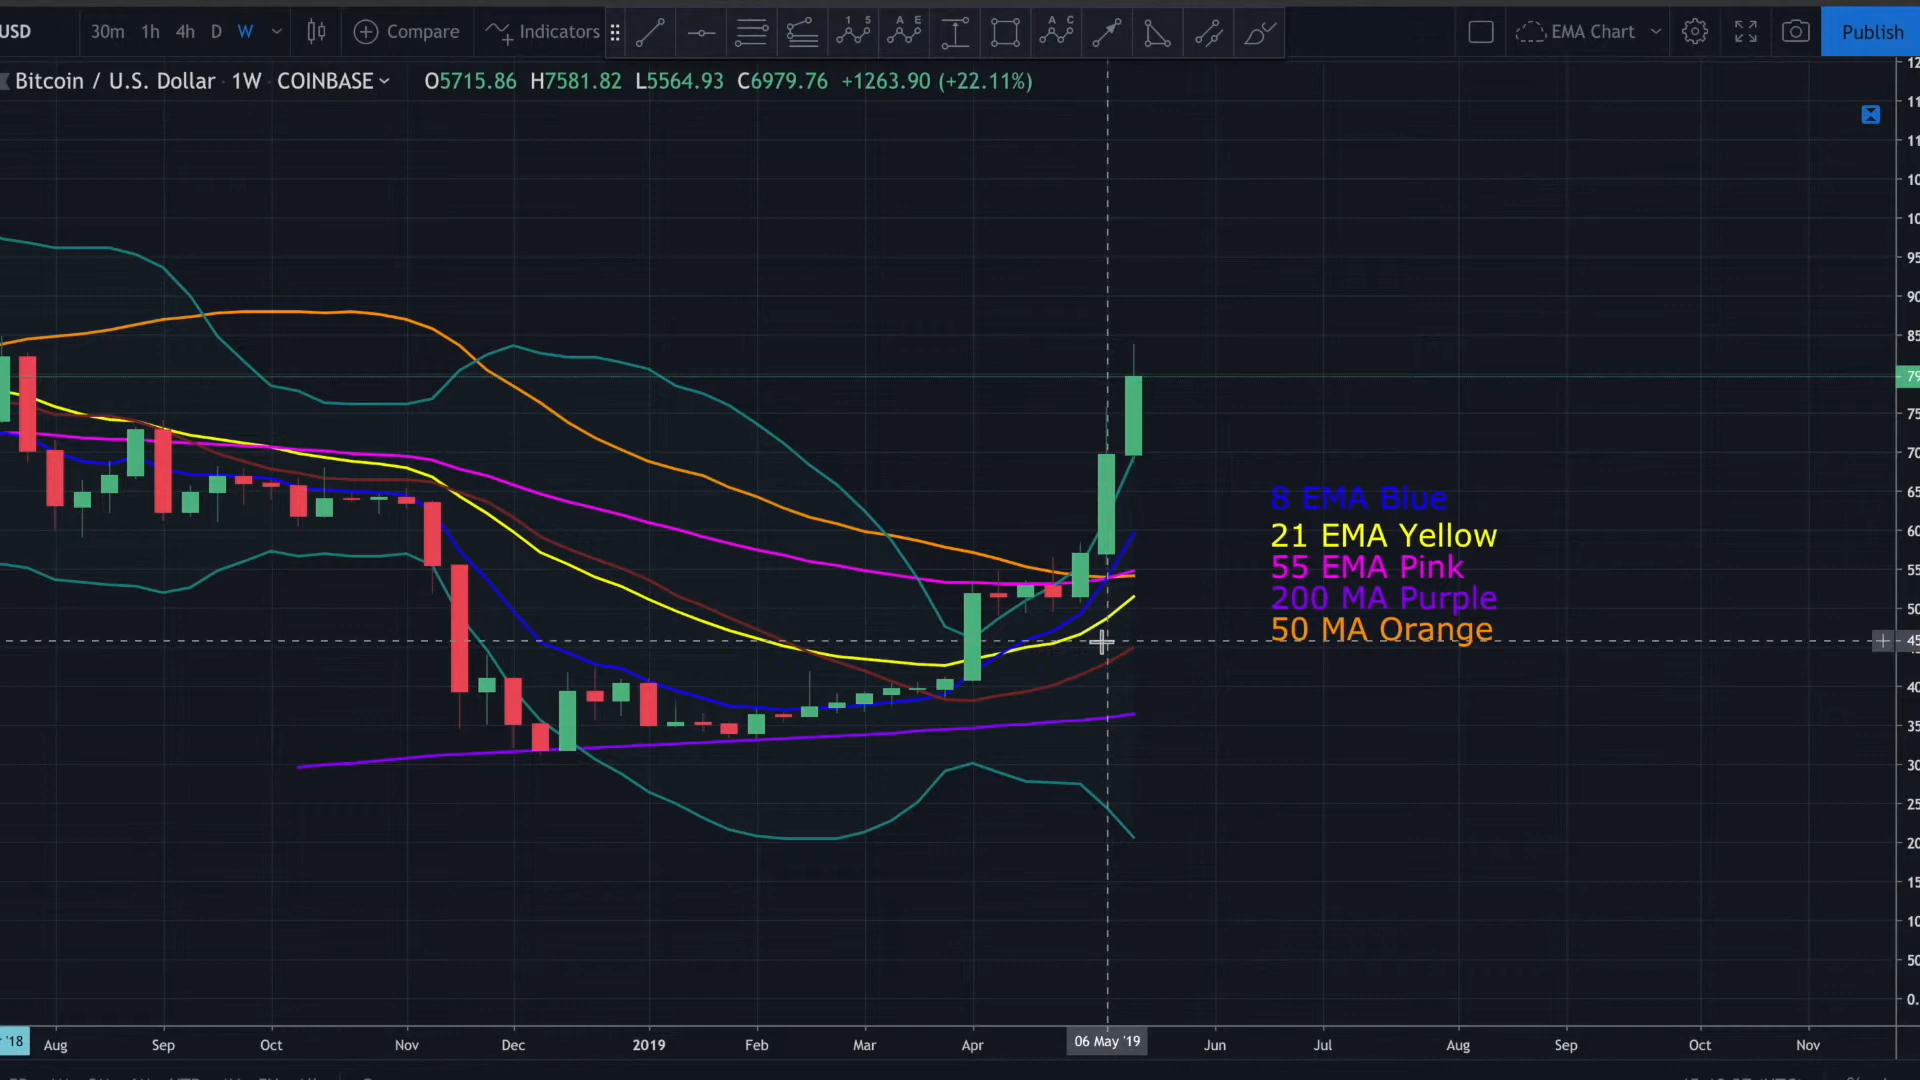 USD 30m 1h 4h D W Compare Indicators EMA Chart Publish
Bitcoin / U.S. Dollar 1W COINBASE O5715.86 H7581.82 L5564.93 C6979.76 +1263.90 (+22.11%)
8 EMA Blue
21 EMA Yellow
55 EMA Pink
200 MA Purple
50 MA Orange
'18 Aug Sep Oct Nov Dec 2019 Feb Mar Apr 06 May '19 Jun Jul Aug Sep Oct Nov